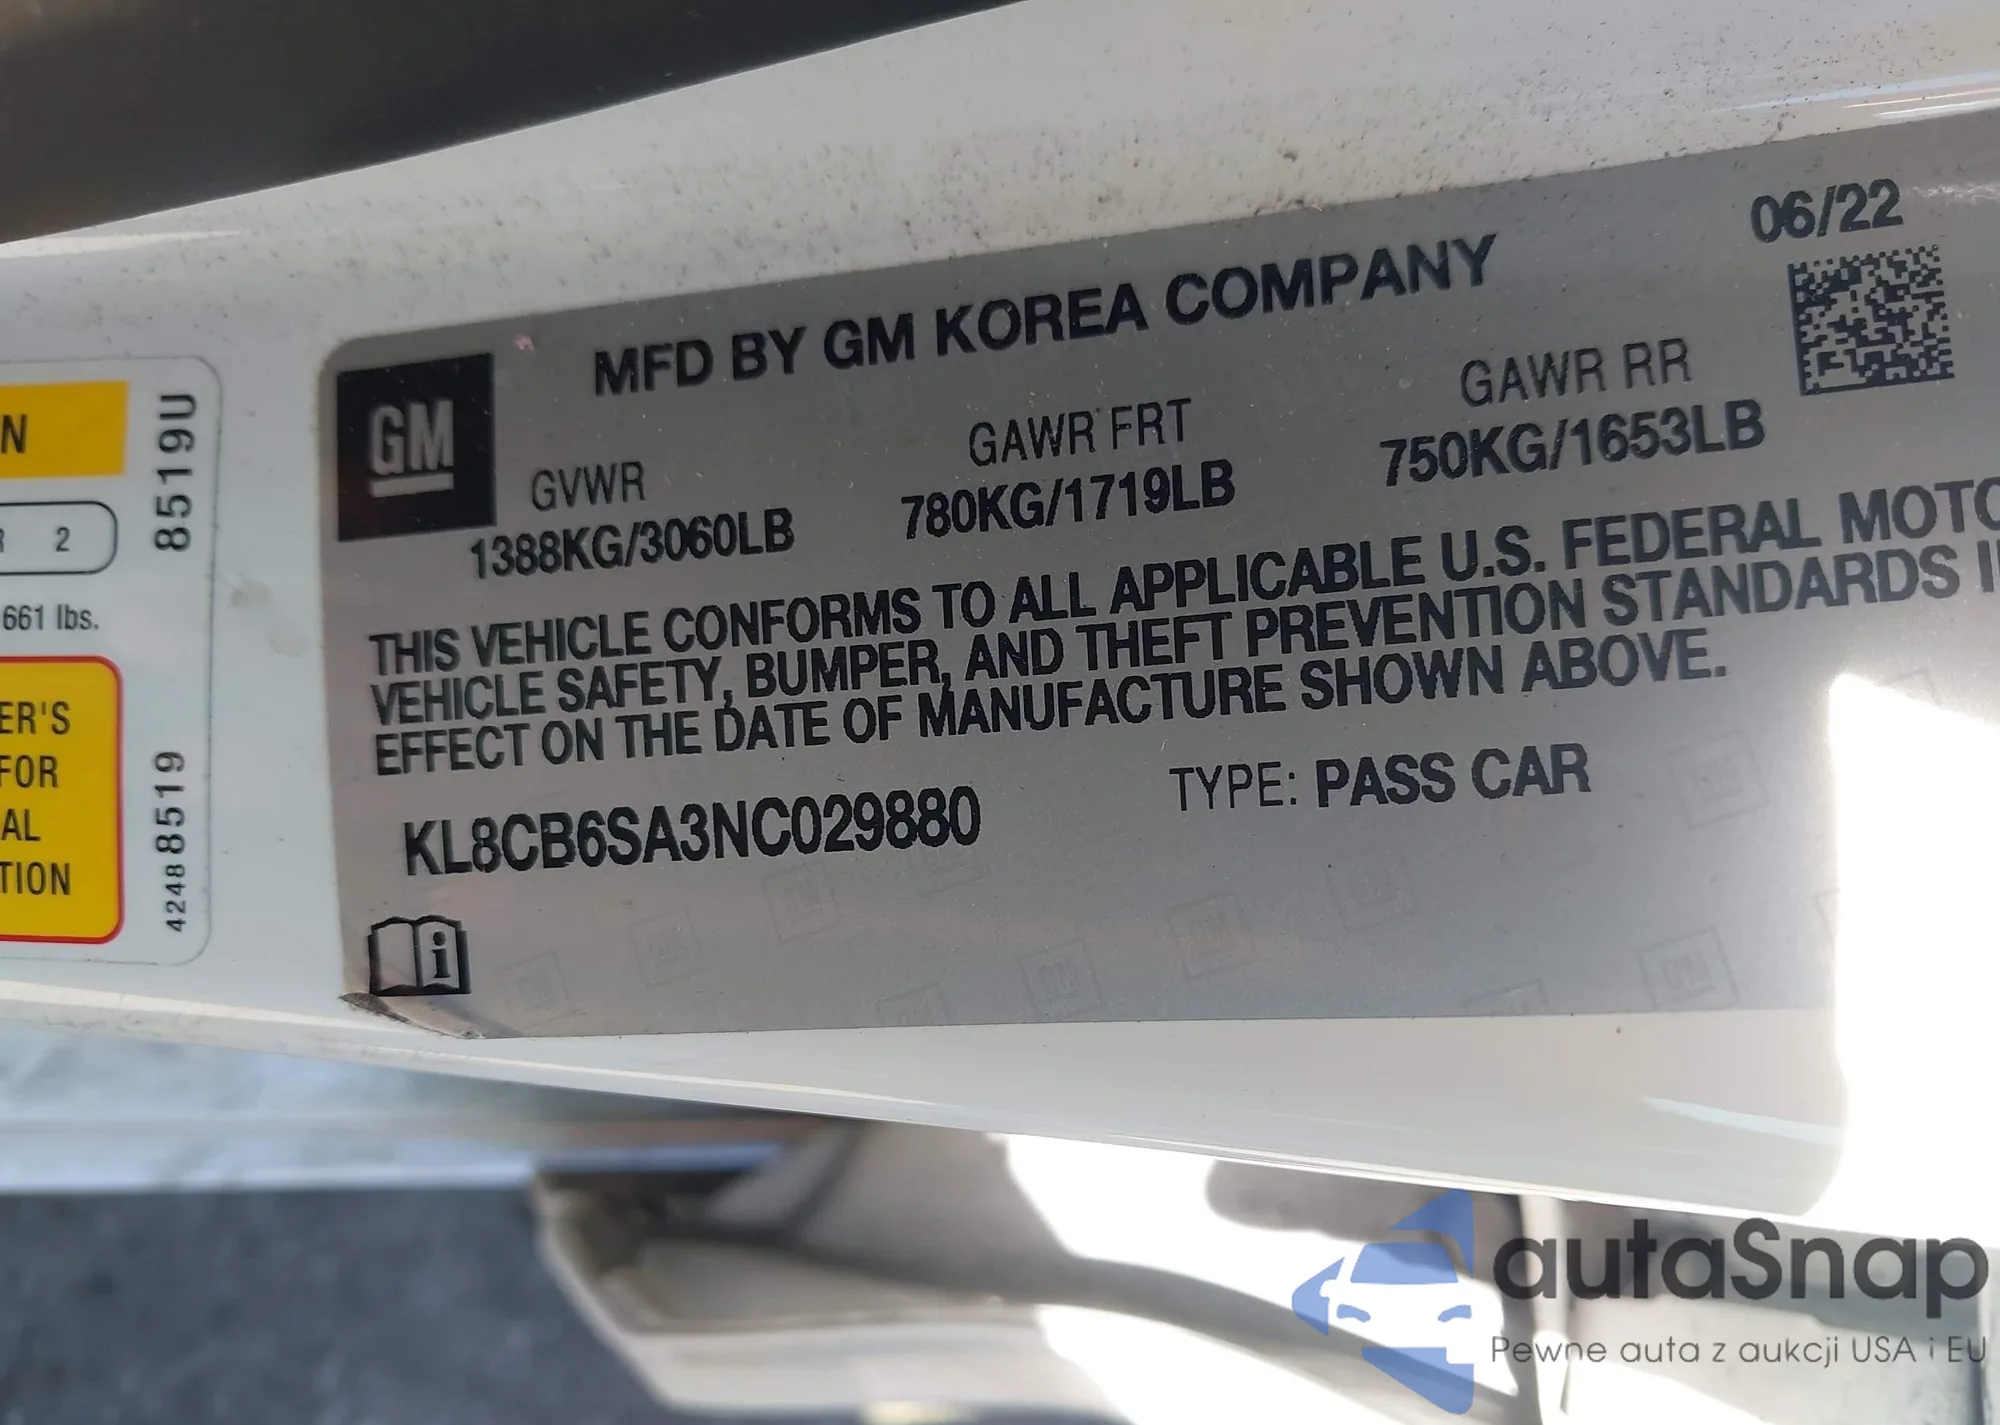 06/22
MFD BY GM KOREA COMPANY
GM
GVWR GAWR FRT GAWR RR
1388KG/3060LB 780KG/1719LB 750KG/1653LB
THIS VEHICLE CONFORMS TO ALL APPLICABLE U.S. FEDERAL MOTO
VEHICLE SAFETY, BUMPER, AND THEFT PREVENTION STANDARDS I
EFFECT ON THE DATE OF MANUFACTURE SHOWN ABOVE.
KL8CB6SA3NC029880 TYPE: PASS CAR
i
N
R 2
661 lbs.
ER'S
FOR
AL
TION
8519U
42488519
autaSnap
Pewne auta z aukcji USA i EU